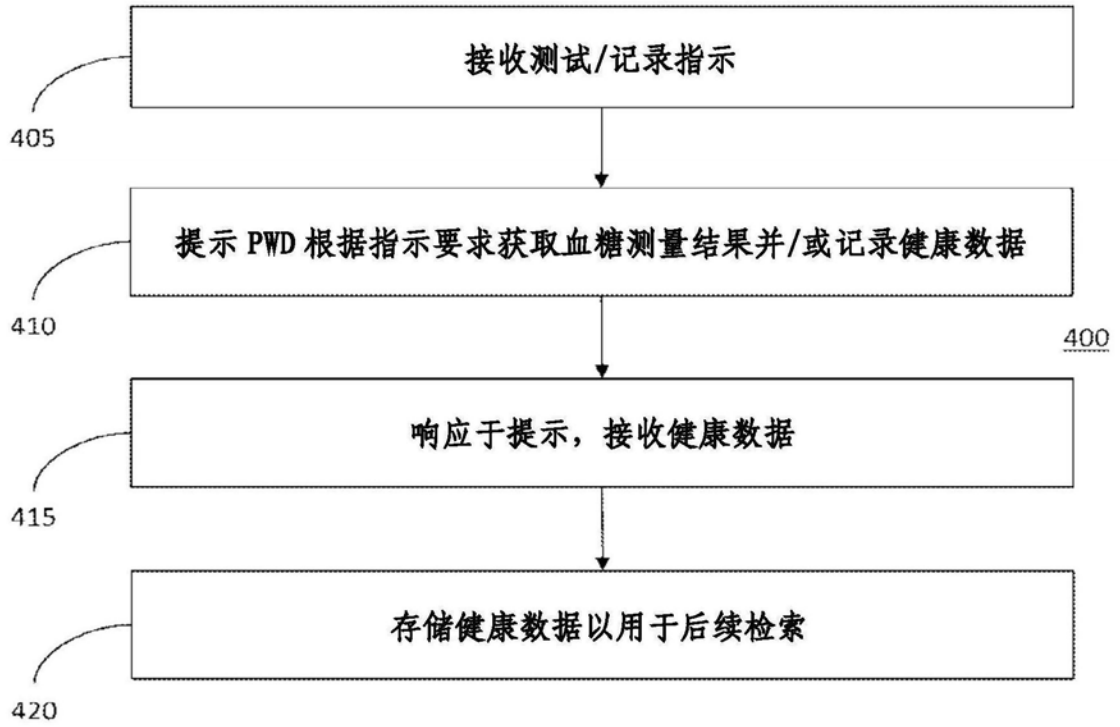 接收测试/记录指示
405
提示 PWD 根据指示要求获取血糖测量结果并/或记录健康数据
410
400
响应于提示，接收健康数据
415
存储健康数据以用于后续检索
420